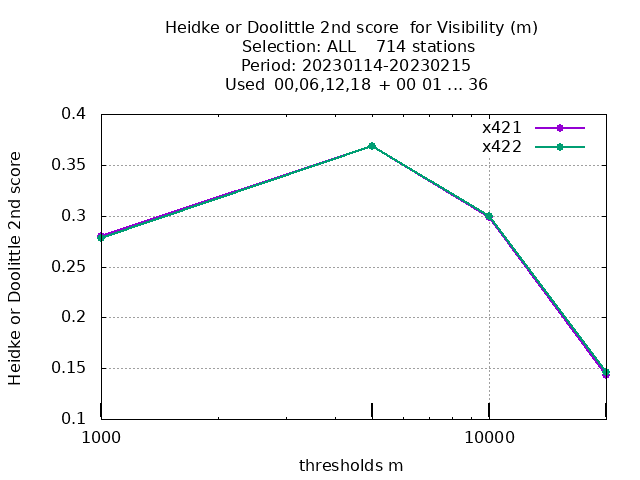 Heidke or Doolittle 2nd score  for Visibility (m)
Selection: ALL    714 stations
Period: 20230114-20230215
Used  00,06,12,18  + 00 01 ... 36
0.4
x421
x422
0.35
0.3
0.25
0.2
0.15
0.1
Heidke or Doolittle 2nd score
1000
10000
thresholds m